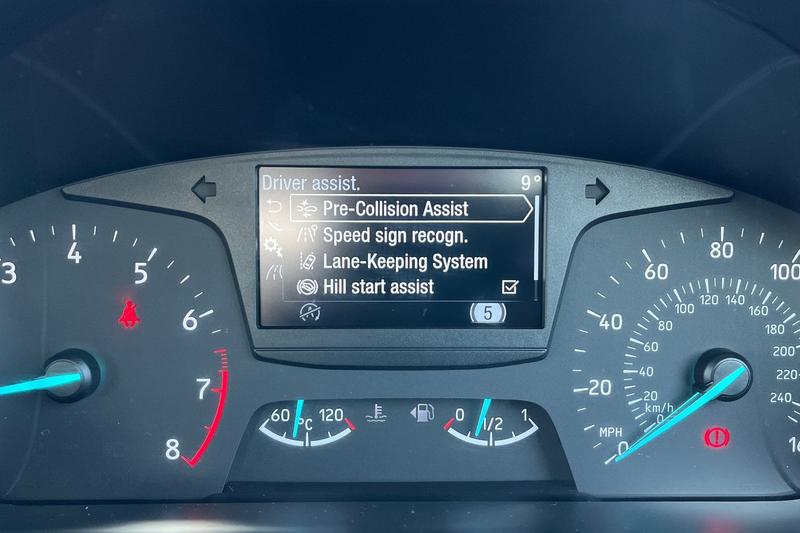 Driver assist. 9°
Pre-Collision Assist
Speed sign recogn.
Lane-Keeping System
Hill start assist
5
3 4 5 6 7 8
60 120
°C
0 1/2 1
0 20 40 60 80 100
MPH
km/h
0 20 40 60 80 100 120 140 160 180 200 220 240